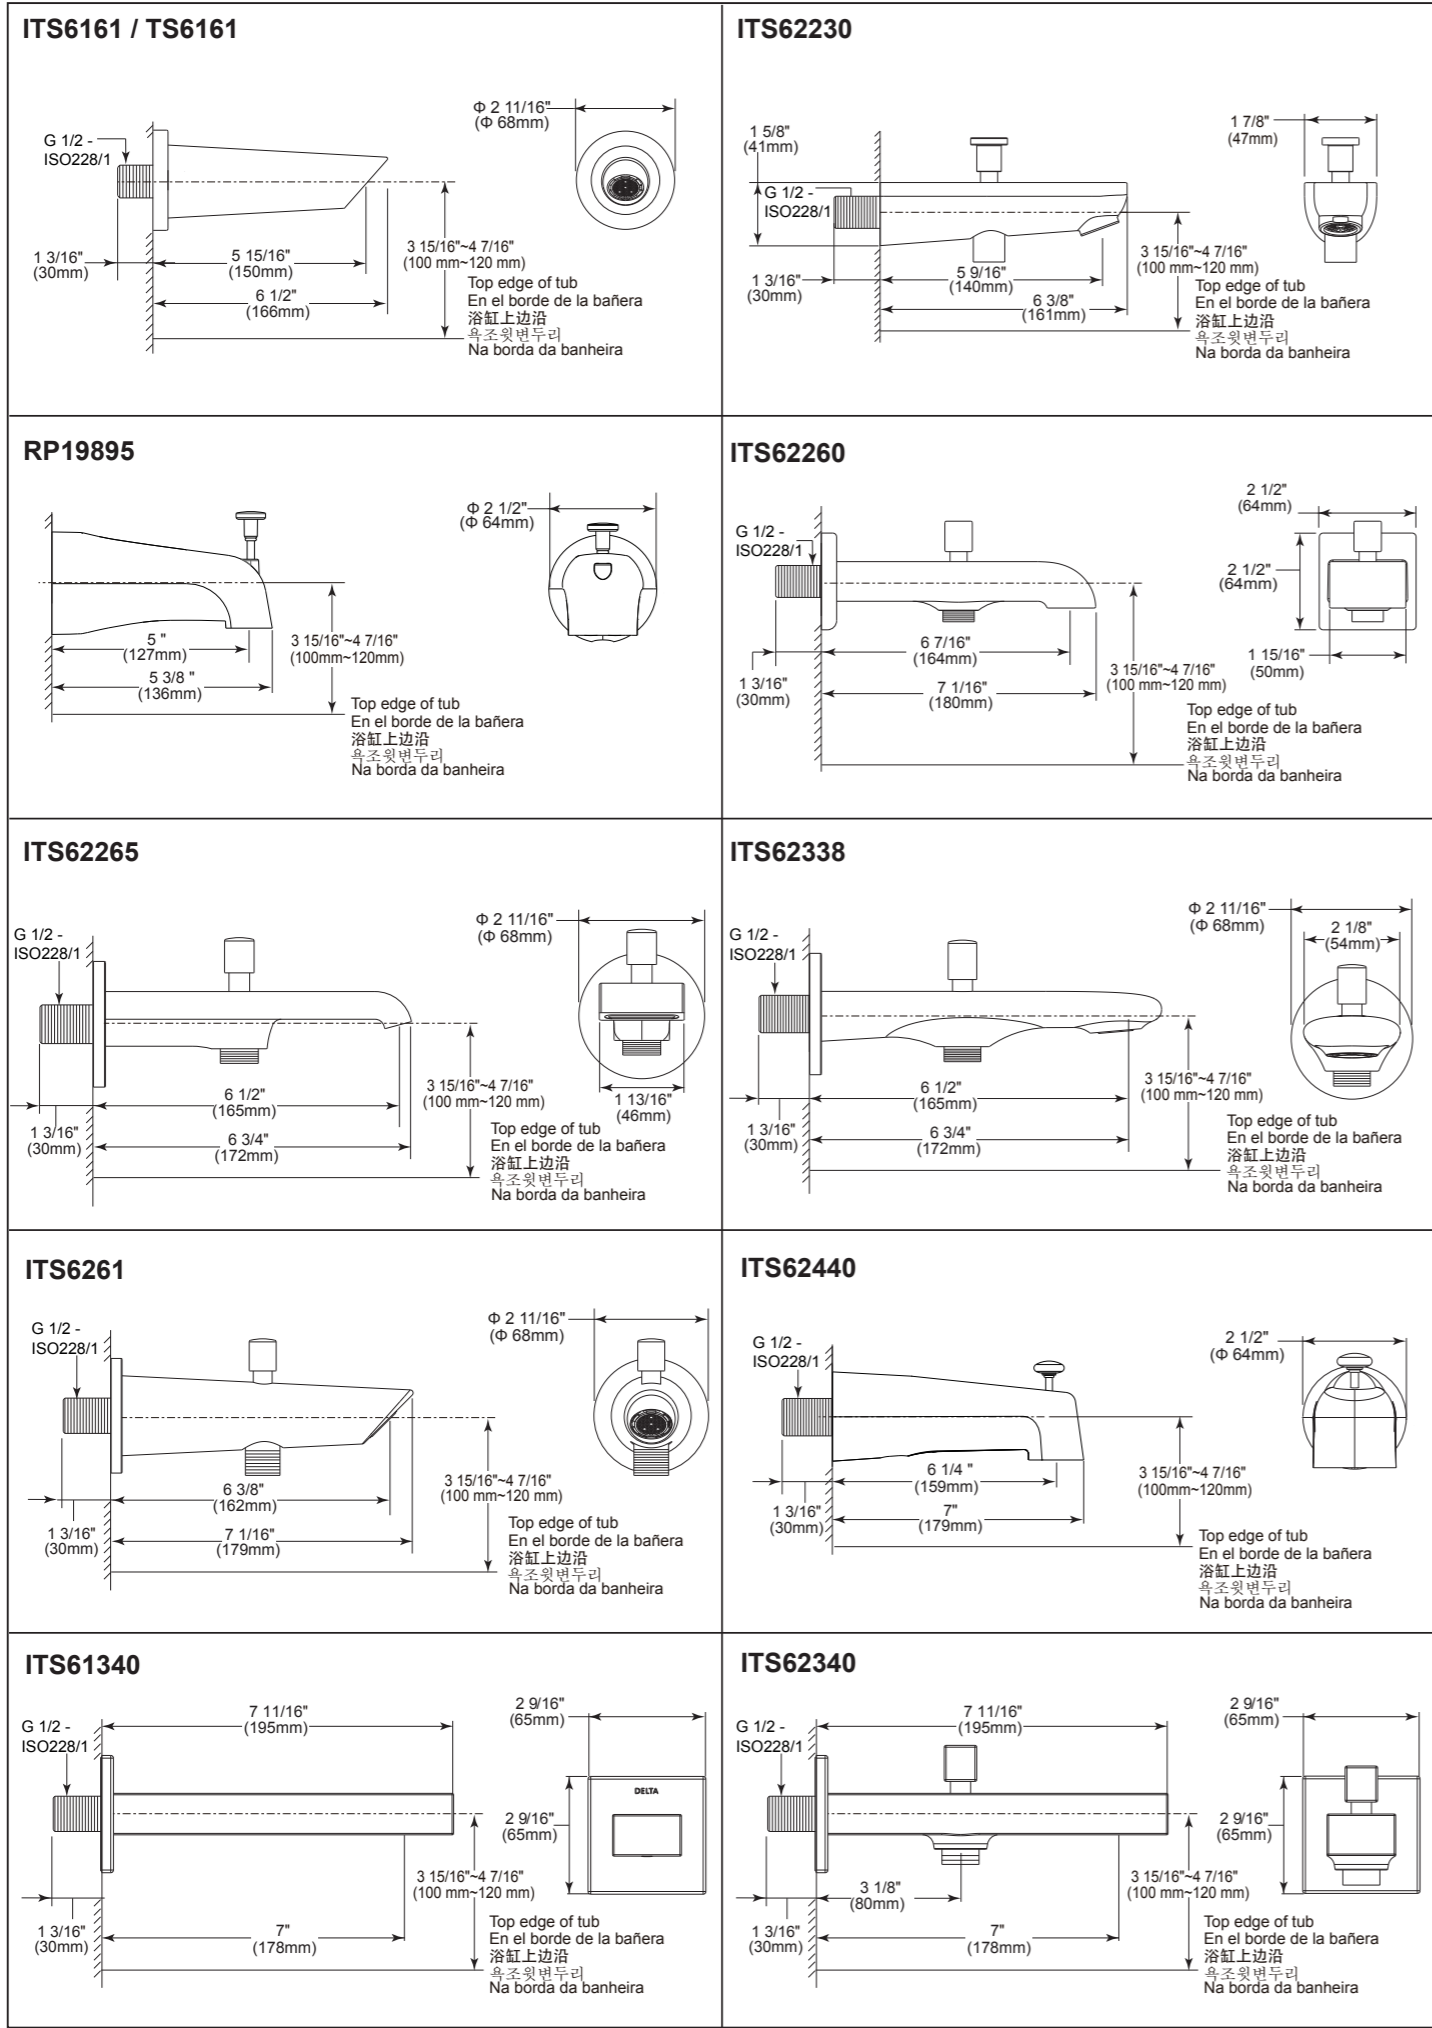 ITS6161 / TS6161
G 1/2 -
ISO228/1
Φ 2 11/16"
(Φ 68mm)
1 3/16"
(30mm)
5 15/16"
(150mm)
6 1/2"
(166mm)
3 15/16"~4 7/16"
(100 mm~120 mm)
Top edge of tub
En el borde de la bañera
浴缸上边沿
욕조윗변두리
Na borda da banheira
ITS62230
1 5/8"
(41mm)
G 1/2 -
ISO228/1
1 7/8"
(47mm)
1 3/16"
(30mm)
5 9/16"
(140mm)
6 3/8"
(161mm)
3 15/16"~4 7/16"
(100 mm~120 mm)
Top edge of tub
En el borde de la bañera
浴缸上边沿
욕조윗변두리
Na borda da banheira
RP19895
Φ 2 1/2"
(Φ 64mm)
5 "
(127mm)
5 3/8 "
(136mm)
3 15/16"~4 7/16"
(100mm~120mm)
Top edge of tub
En el borde de la bañera
浴缸上边沿
욕조윗변두리
Na borda da banheira
ITS62260
G 1/2 -
ISO228/1
2 1/2"
(64mm)
2 1/2"
(64mm)
1 15/16"
(50mm)
1 3/16"
(30mm)
6 7/16"
(164mm)
7 1/16"
(180mm)
3 15/16"~4 7/16"
(100 mm~120 mm)
Top edge of tub
En el borde de la bañera
浴缸上边沿
욕조윗변두리
Na borda da banheira
ITS62265
G 1/2 -
ISO228/1
Φ 2 11/16"
(Φ 68mm)
1 13/16"
(46mm)
1 3/16"
(30mm)
6 1/2"
(165mm)
6 3/4"
(172mm)
3 15/16"~4 7/16"
(100 mm~120 mm)
Top edge of tub
En el borde de la bañera
浴缸上边沿
욕조윗변두리
Na borda da banheira
ITS62338
G 1/2 -
ISO228/1
Φ 2 11/16"
(Φ 68mm)
2 1/8"
(54mm)
1 3/16"
(30mm)
6 1/2"
(165mm)
6 3/4"
(172mm)
3 15/16"~4 7/16"
(100 mm~120 mm)
Top edge of tub
En el borde de la bañera
浴缸上边沿
욕조윗변두리
Na borda da banheira
ITS6261
G 1/2 -
ISO228/1
Φ 2 11/16"
(Φ 68mm)
1 3/16"
(30mm)
6 3/8"
(162mm)
7 1/16"
(179mm)
3 15/16"~4 7/16"
(100 mm~120 mm)
Top edge of tub
En el borde de la bañera
浴缸上边沿
욕조윗변두리
Na borda da banheira
ITS62440
G 1/2 -
ISO228/1
2 1/2"
(Φ 64mm)
1 3/16"
(30mm)
6 1/4 "
(159mm)
7"
(179mm)
3 15/16"~4 7/16"
(100mm~120mm)
Top edge of tub
En el borde de la bañera
浴缸上边沿
욕조윗변두리
Na borda da banheira
ITS61340
G 1/2 -
ISO228/1
7 11/16"
(195mm)
2 9/16"
(65mm)
DELTA
2 9/16"
(65mm)
1 3/16"
(30mm)
7"
(178mm)
3 15/16"~4 7/16"
(100 mm~120 mm)
Top edge of tub
En el borde de la bañera
浴缸上边沿
욕조윗변두리
Na borda da banheira
ITS62340
G 1/2 -
ISO228/1
7 11/16"
(195mm)
2 9/16"
(65mm)
2 9/16"
(65mm)
1 3/16"
(30mm)
3 1/8"
(80mm)
7"
(178mm)
3 15/16"~4 7/16"
(100 mm~120 mm)
Top edge of tub
En el borde de la bañera
浴缸上边沿
욕조윗변두리
Na borda da banheira